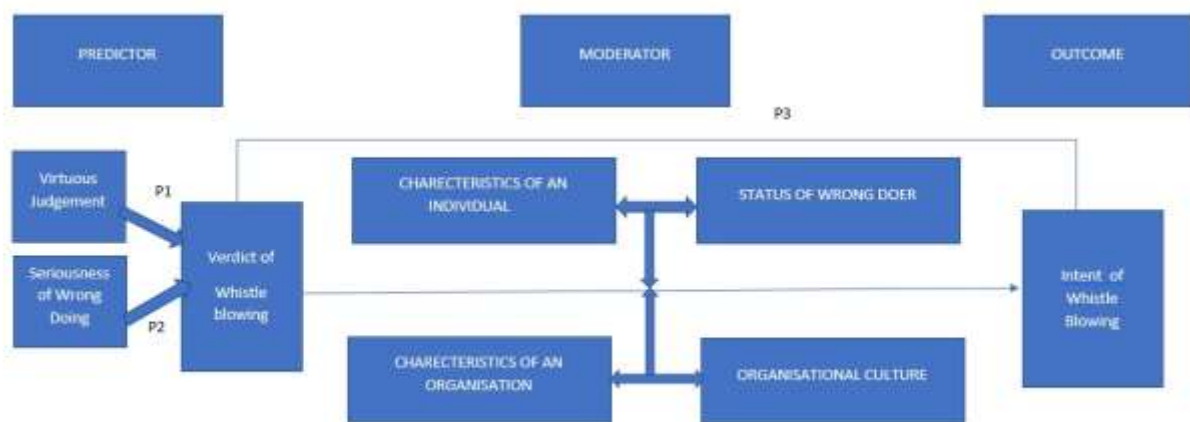 PREDICTOR
MODERATOR
OUTCOME
P3
Virtuous
Judgement
P1
CHARECTERISTICS OF AN
INDIVIDUAL
STATUS OF WRONG DOER
Seriousness
of Wrong
Doing
P2
Verdict of
Whistle
blowing
Intent of
Whistle
Blowing
CHARECTERISTICS OF AN
ORGANISATION
ORGANISATIONAL CULTURE